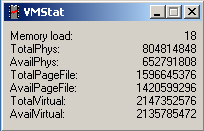 VMStat
Memory load: 18
TotalPhys: 804814848
AvailPhys: 652791808
TotalPageFile: 1596645376
AvailPageFile: 1420599296
TotalVirtual: 2147352576
AvailVirtual: 2135785472